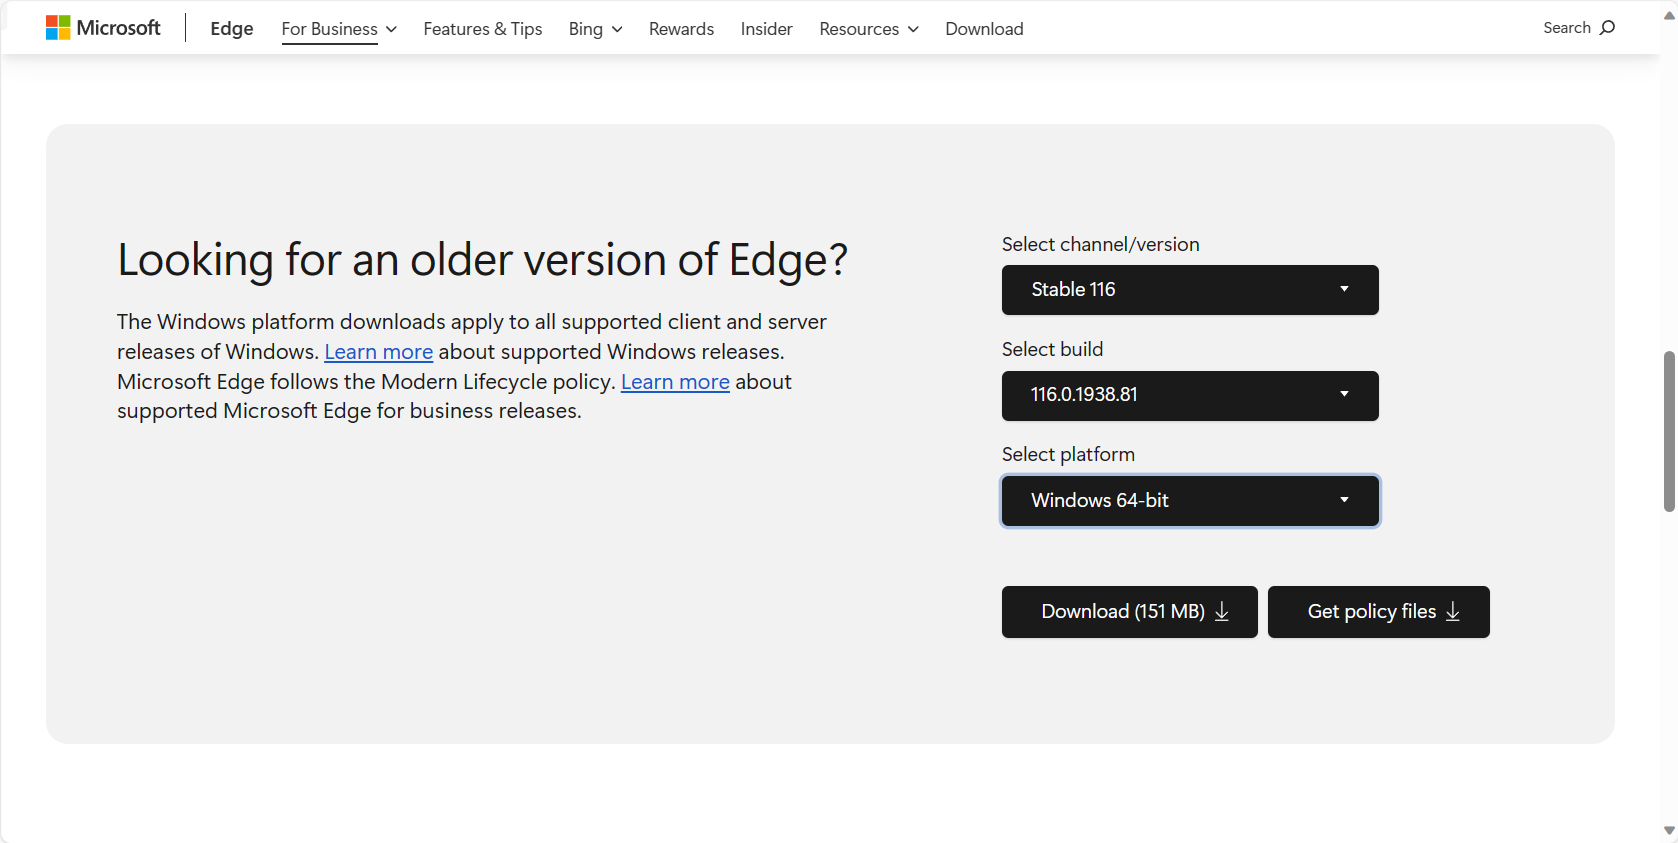 Microsoft Edge For Business Features & Tips Bing Rewards Insider Resources Download Search
Looking for an older version of Edge?
The Windows platform downloads apply to all supported client and server
releases of Windows. Learn more about supported Windows releases.
Microsoft Edge follows the Modern Lifecycle policy. Learn more about
supported Microsoft Edge for business releases.
Select channel/version
Stable 116
Select build
116.0.1938.81
Select platform
Windows 64-bit
Download (151 MB) Get policy files